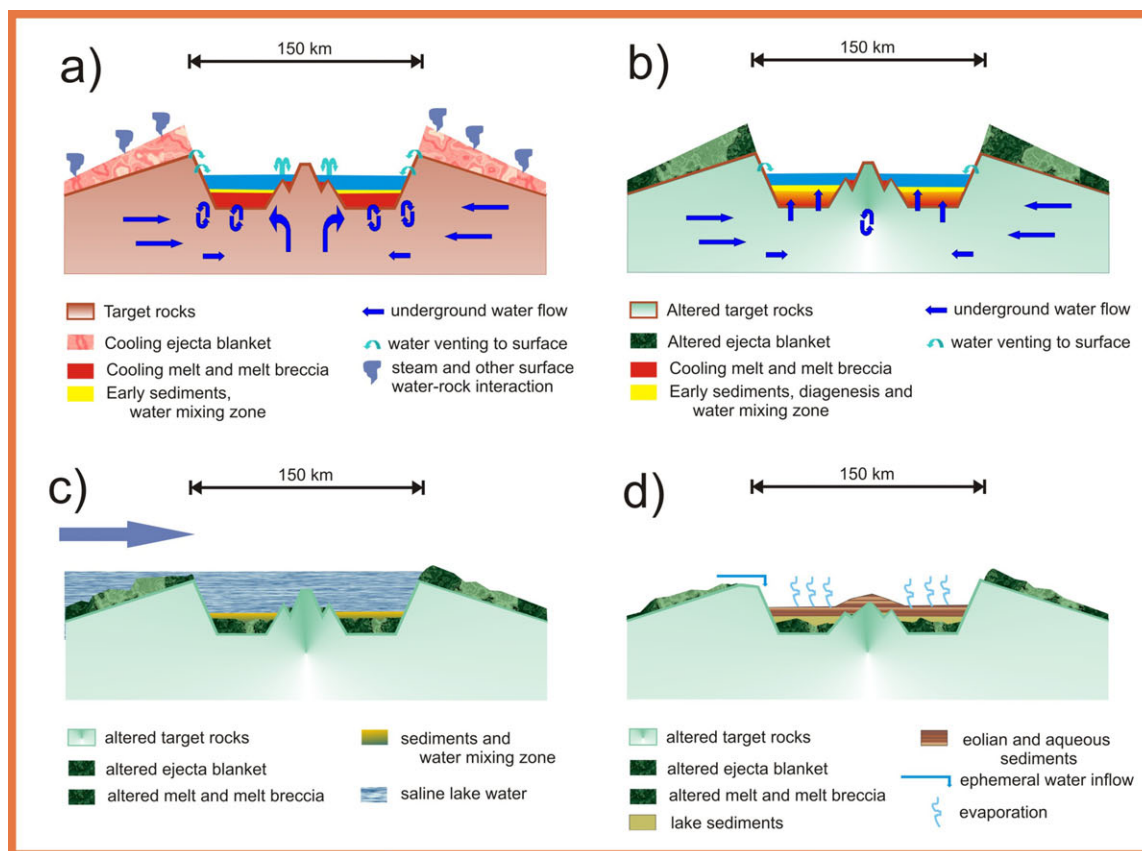 a)
150 km
Target rocks
Cooling ejecta blanket
Cooling melt and melt breccia
Early sediments,
water mixing zone
underground water flow
water venting to surface
steam and other surface
water-rock interaction
b)
150 km
Altered target rocks
Altered ejecta blanket
Cooling melt and melt breccia
Early sediments, diagenesis and
water mixing zone
underground water flow
water venting to surface
c)
150 km
altered target rocks
altered ejecta blanket
altered melt and melt breccia
sediments and
water mixing zone
saline lake water
d)
150 km
altered target rocks
altered ejecta blanket
altered melt and melt breccia
lake sediments
eolian and aqueous
sediments
ephemeral water inflow
evaporation